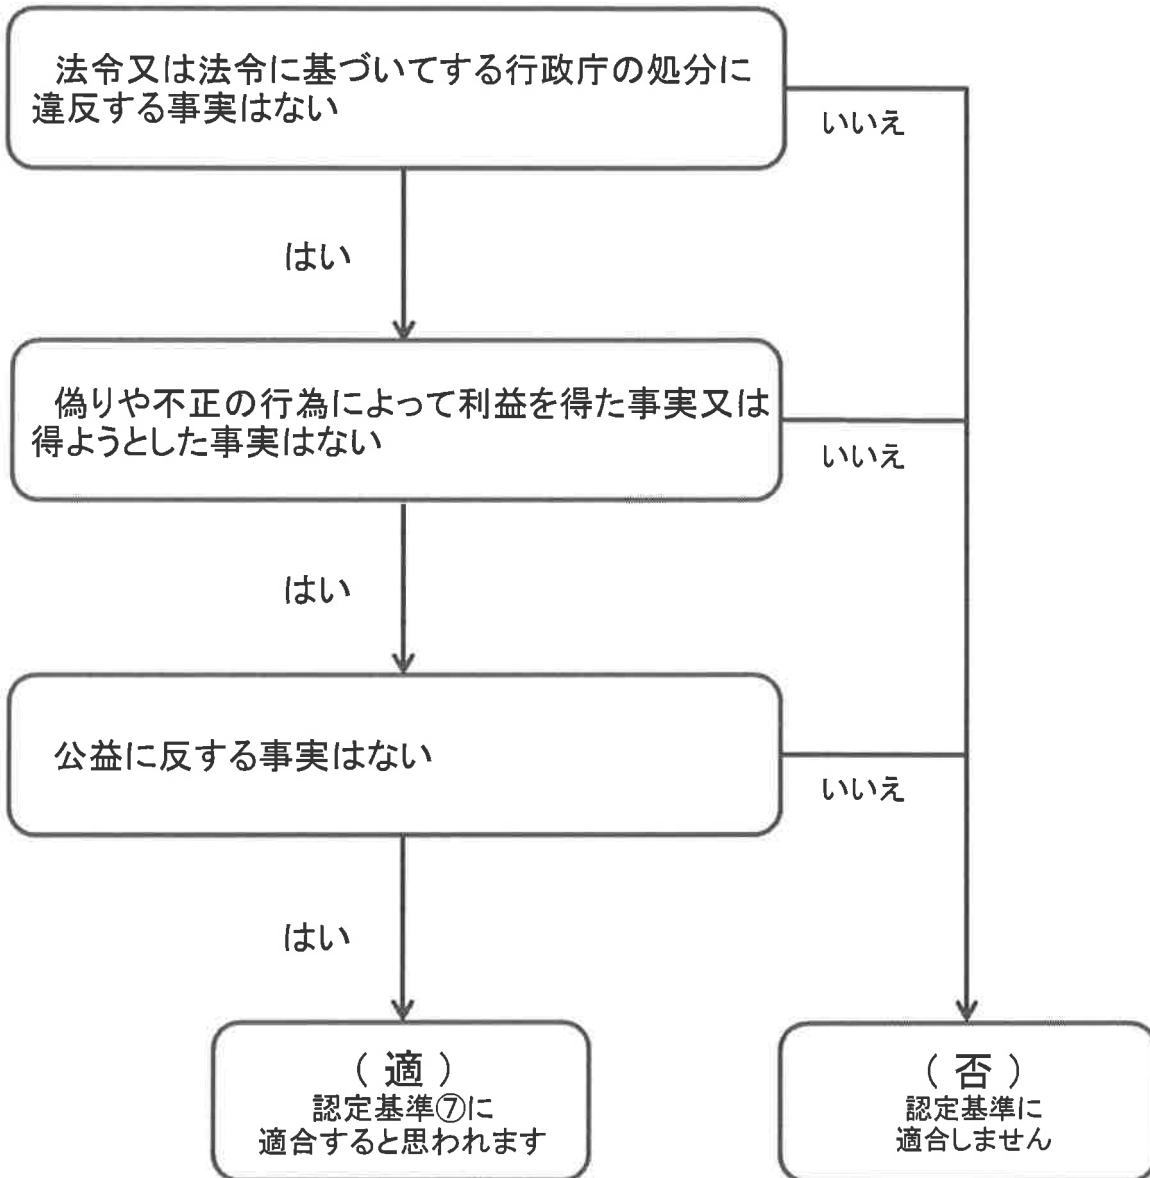 法令又は法令に基づいてする行政庁の処分に
違反する事実はない
いいえ
はい
偽りや不正の行為によって利益を得た事実又は
得ようとした事実はない
いいえ
はい
公益に反する事実はない
いいえ
はい
（適）
認定基準⑦に
適合すると思われます
（否）
認定基準に
適合しません